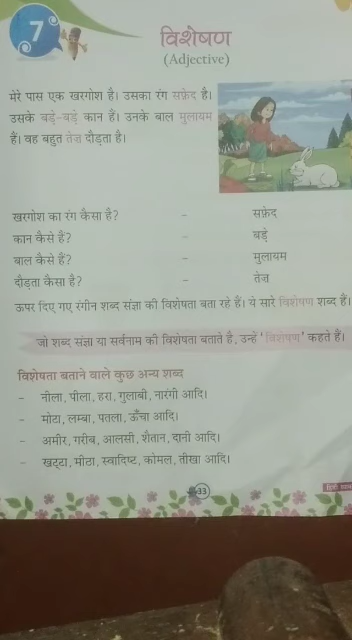 7
विशेषण
(Adjective)
मेरे पास एक खरगोश है। उसका रंग सफ़ेद है।
उसके बड़े-बड़े कान हैं। उनके बाल मुलायम
हैं। वह बहुत तेज दौड़ता है।
खरगोश का रंग कैसा है? - सफ़ेद
कान कैसे हैं? - बड़े
बाल कैसे हैं? - मुलायम
दौड़ता कैसा है? - तेज
ऊपर दिए गए रंगीन शब्द संज्ञा की विशेषता बता रहे हैं। ये सारे विशेषण शब्द हैं।
जो शब्द संज्ञा या सर्वनाम की विशेषता बताते है, उन्हें 'विशेषण' कहते हैं।
विशेषता बताने वाले कुछ अन्य शब्द
- नीला, पीला, हरा, गुलाबी, नारंगी आदि।
- मोटा, लम्बा, पतला, ऊँचा आदि।
- अमीर, गरीब, आलसी, शैतान, दानी आदि।
- खट्टा, मीठा, स्वादिष्ट, कोमल, तीखा आदि।
33
हिंदी